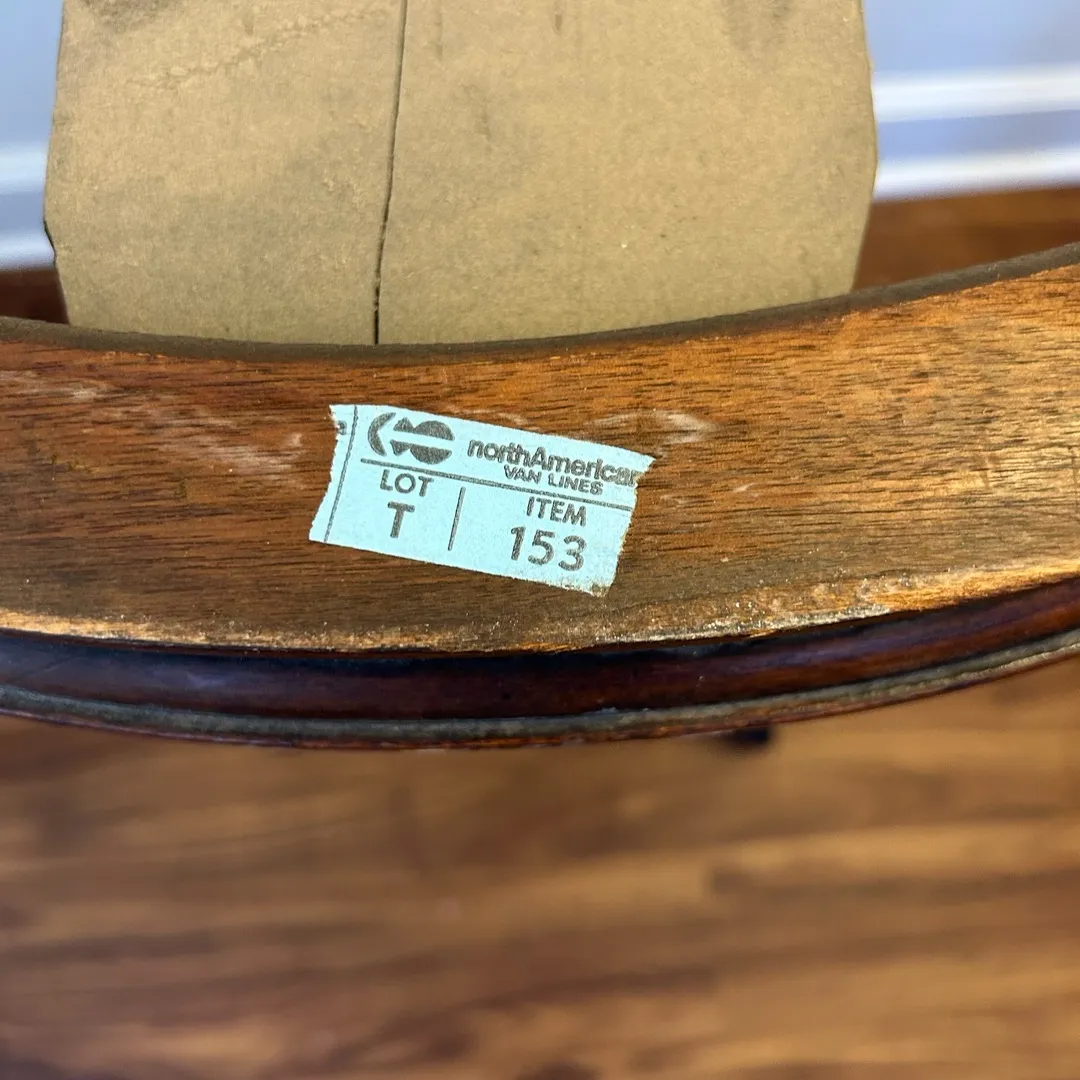 northAmerican
VAN LINES
LOT ITEM
T 153